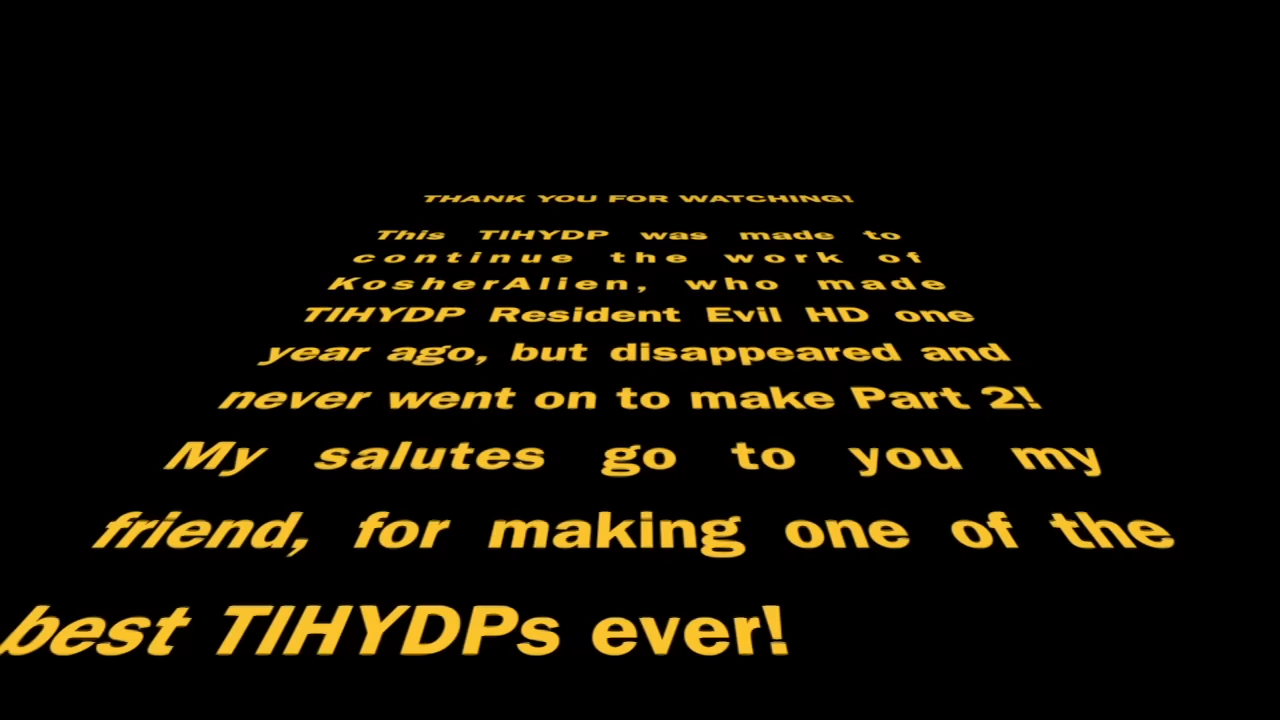 THANK YOU FOR WATCHING!
This TIHYDP was made to
continue the work of
KosherAlien, who made
TIHYDP Resident Evil HD one
year ago, but disappeared and
never went on to make Part 2!
My salutes go to you my
friend, for making one of the
best TIHYDPs ever!